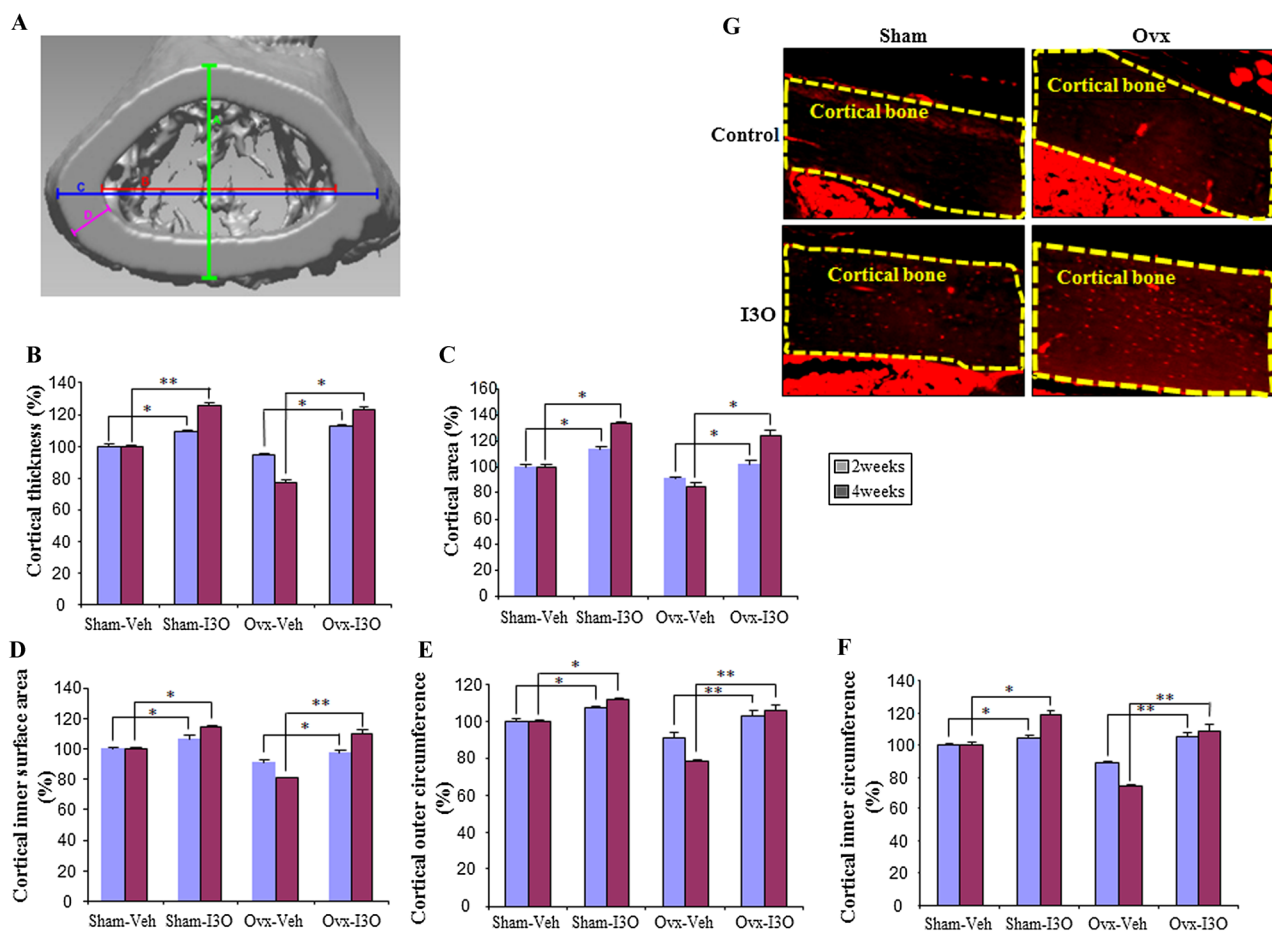 A
A
B
C
D
G
Sham
Ovx
Control
Cortical bone
Cortical bone
I3O
Cortical bone
Cortical bone
B
Cortical thickness (%)
140
120
100
80
60
40
20
0
**
*
*
*
Sham-Veh
Sham-I3O
Ovx-Veh
Ovx-I3O
C
Cortical area (%)
160
140
120
100
80
60
40
20
0
*
*
*
*
Sham-Veh
Sham-I3O
Ovx-Veh
Ovx-I3O
2weeks
4weeks
D
Cortical inner surface area
(%)
140
120
100
80
60
40
20
0
*
*
**
*
Sham-Veh
Sham-I3O
Ovx-Veh
Ovx-I3O
E
Cortical outer circumference
(%)
120
100
80
60
40
20
0
*
*
**
**
Sham-Veh
Sham-I3O
Ovx-Veh
Ovx-I3O
F
Cortical inner circumference
(%)
140
120
100
80
60
40
20
0
*
*
**
**
Sham-Veh
Sham-I3O
Ovx-Veh
Ovx-I3O